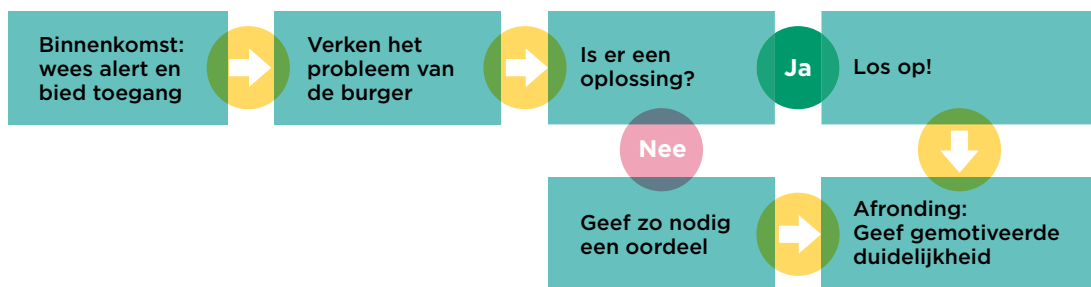 Binnenkomst:
wees alert en
bied toegang
Verken het
probleem van
de burger
Is er een
oplossing?
Ja
Los op!
Nee
Geef zo nodig
een oordeel
Afronding:
Geef gemotiveerde
duidelijkheid